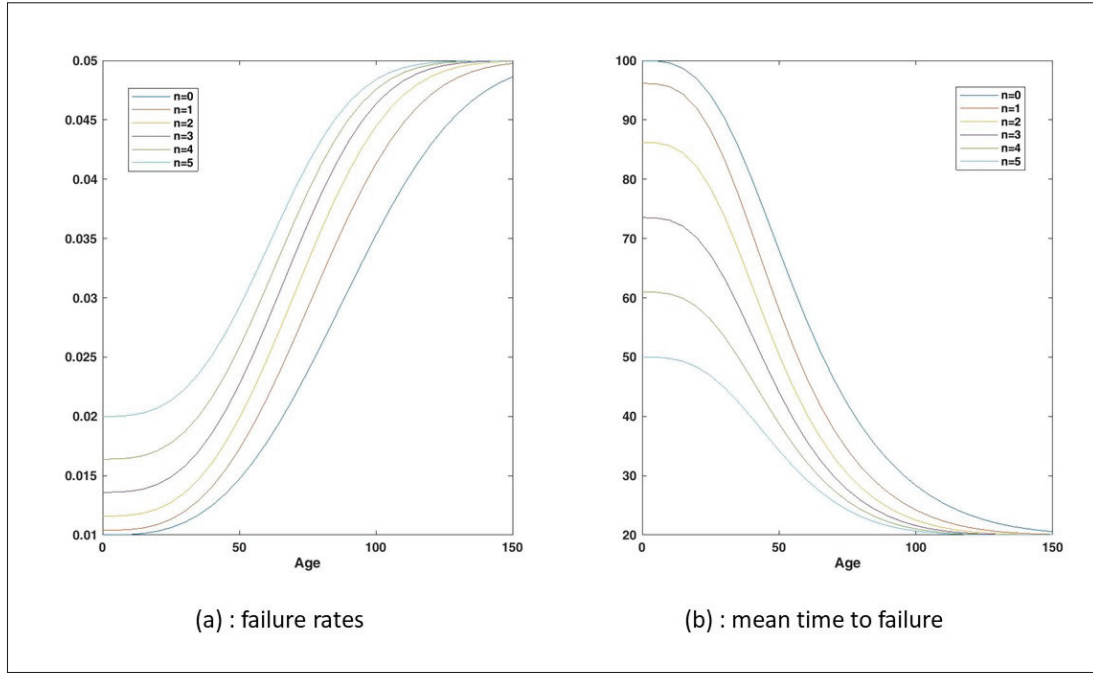 0.05
0.045
0.04
0.035
0.03
0.025
0.02
0.015
0.01
n=0
n=1
n=2
n=3
n=4
n=5
0 50 100 150
Age
(a) : failure rates
100
90
80
70
60
50
40
30
20
n=0
n=1
n=2
n=3
n=4
n=5
0 50 100 150
Age
(b) : mean time to failure